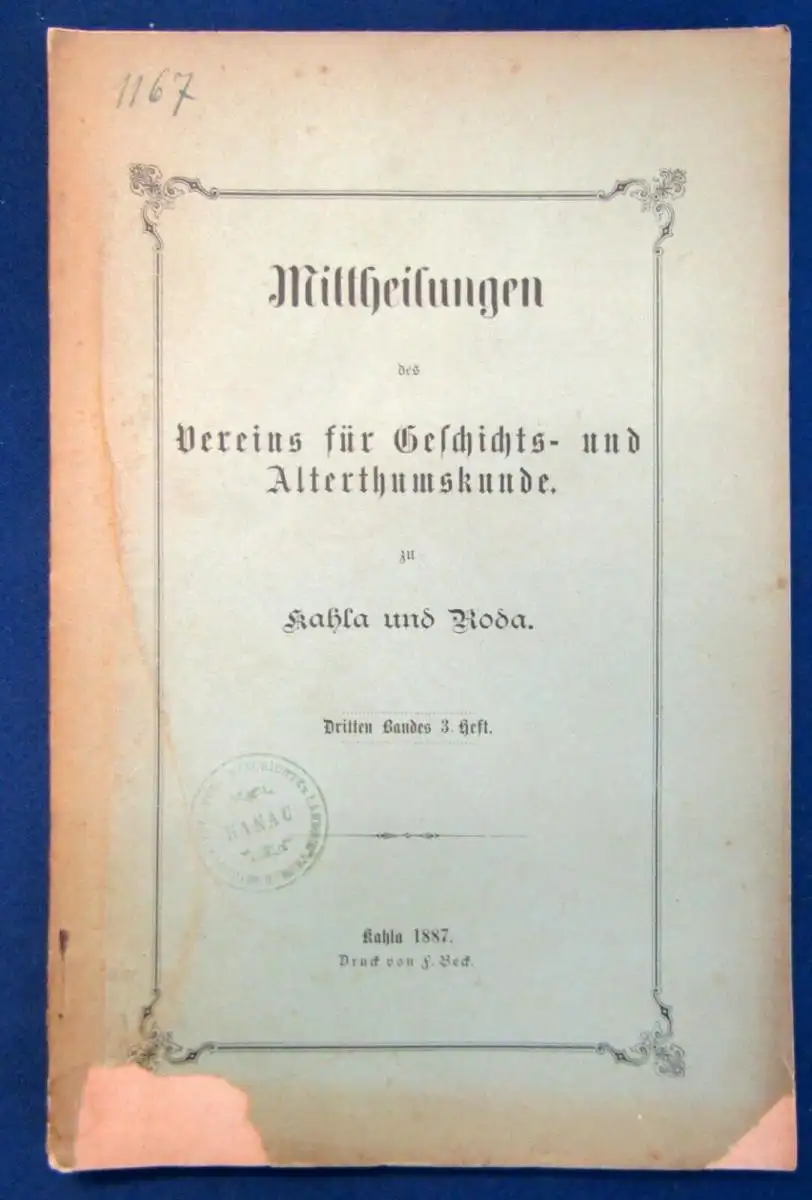 1167
Mittheilungen
des
Vereins für Geschichts- und
Alterthumskunde.
zu
Kahla und Roda.
Dritten Bandes 3. Heft.
HANAU
Kahla 1887.
Druck von F. Beck.